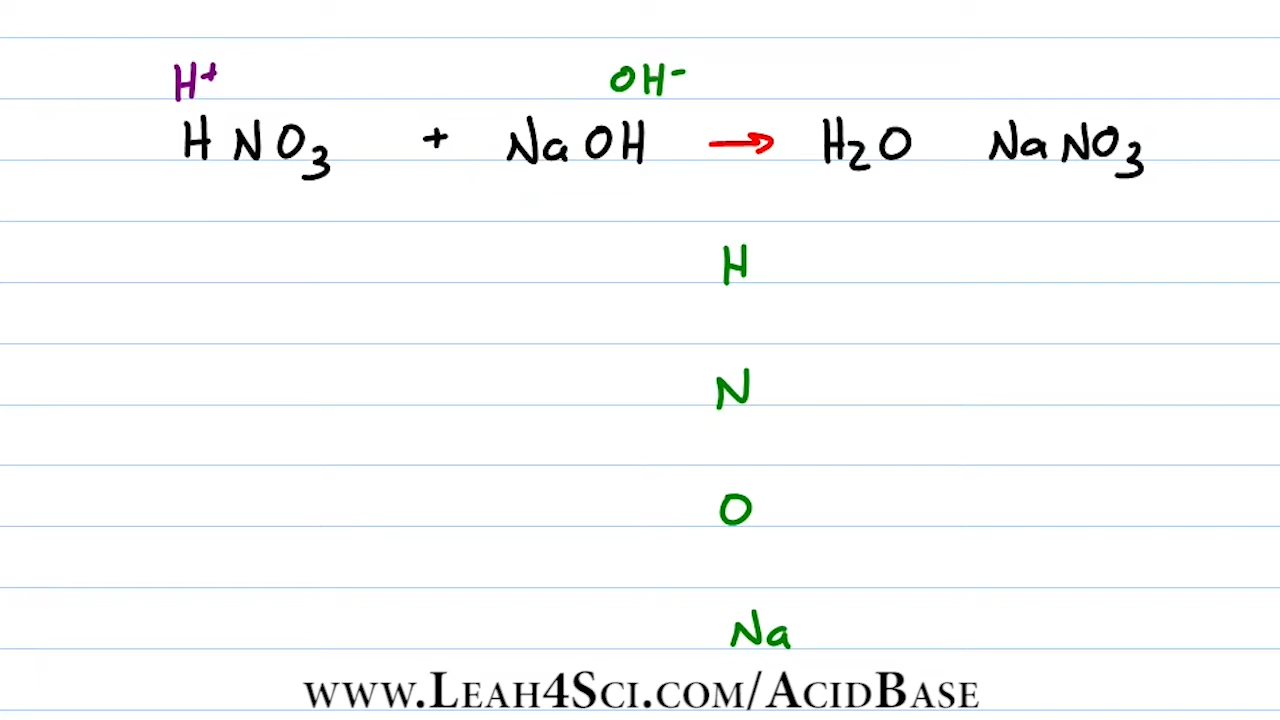 H+ OH-
HNO3 + NaOH → H2O NaNO3
H
N
O
Na
www.Leah4Sci.com/AcidBase